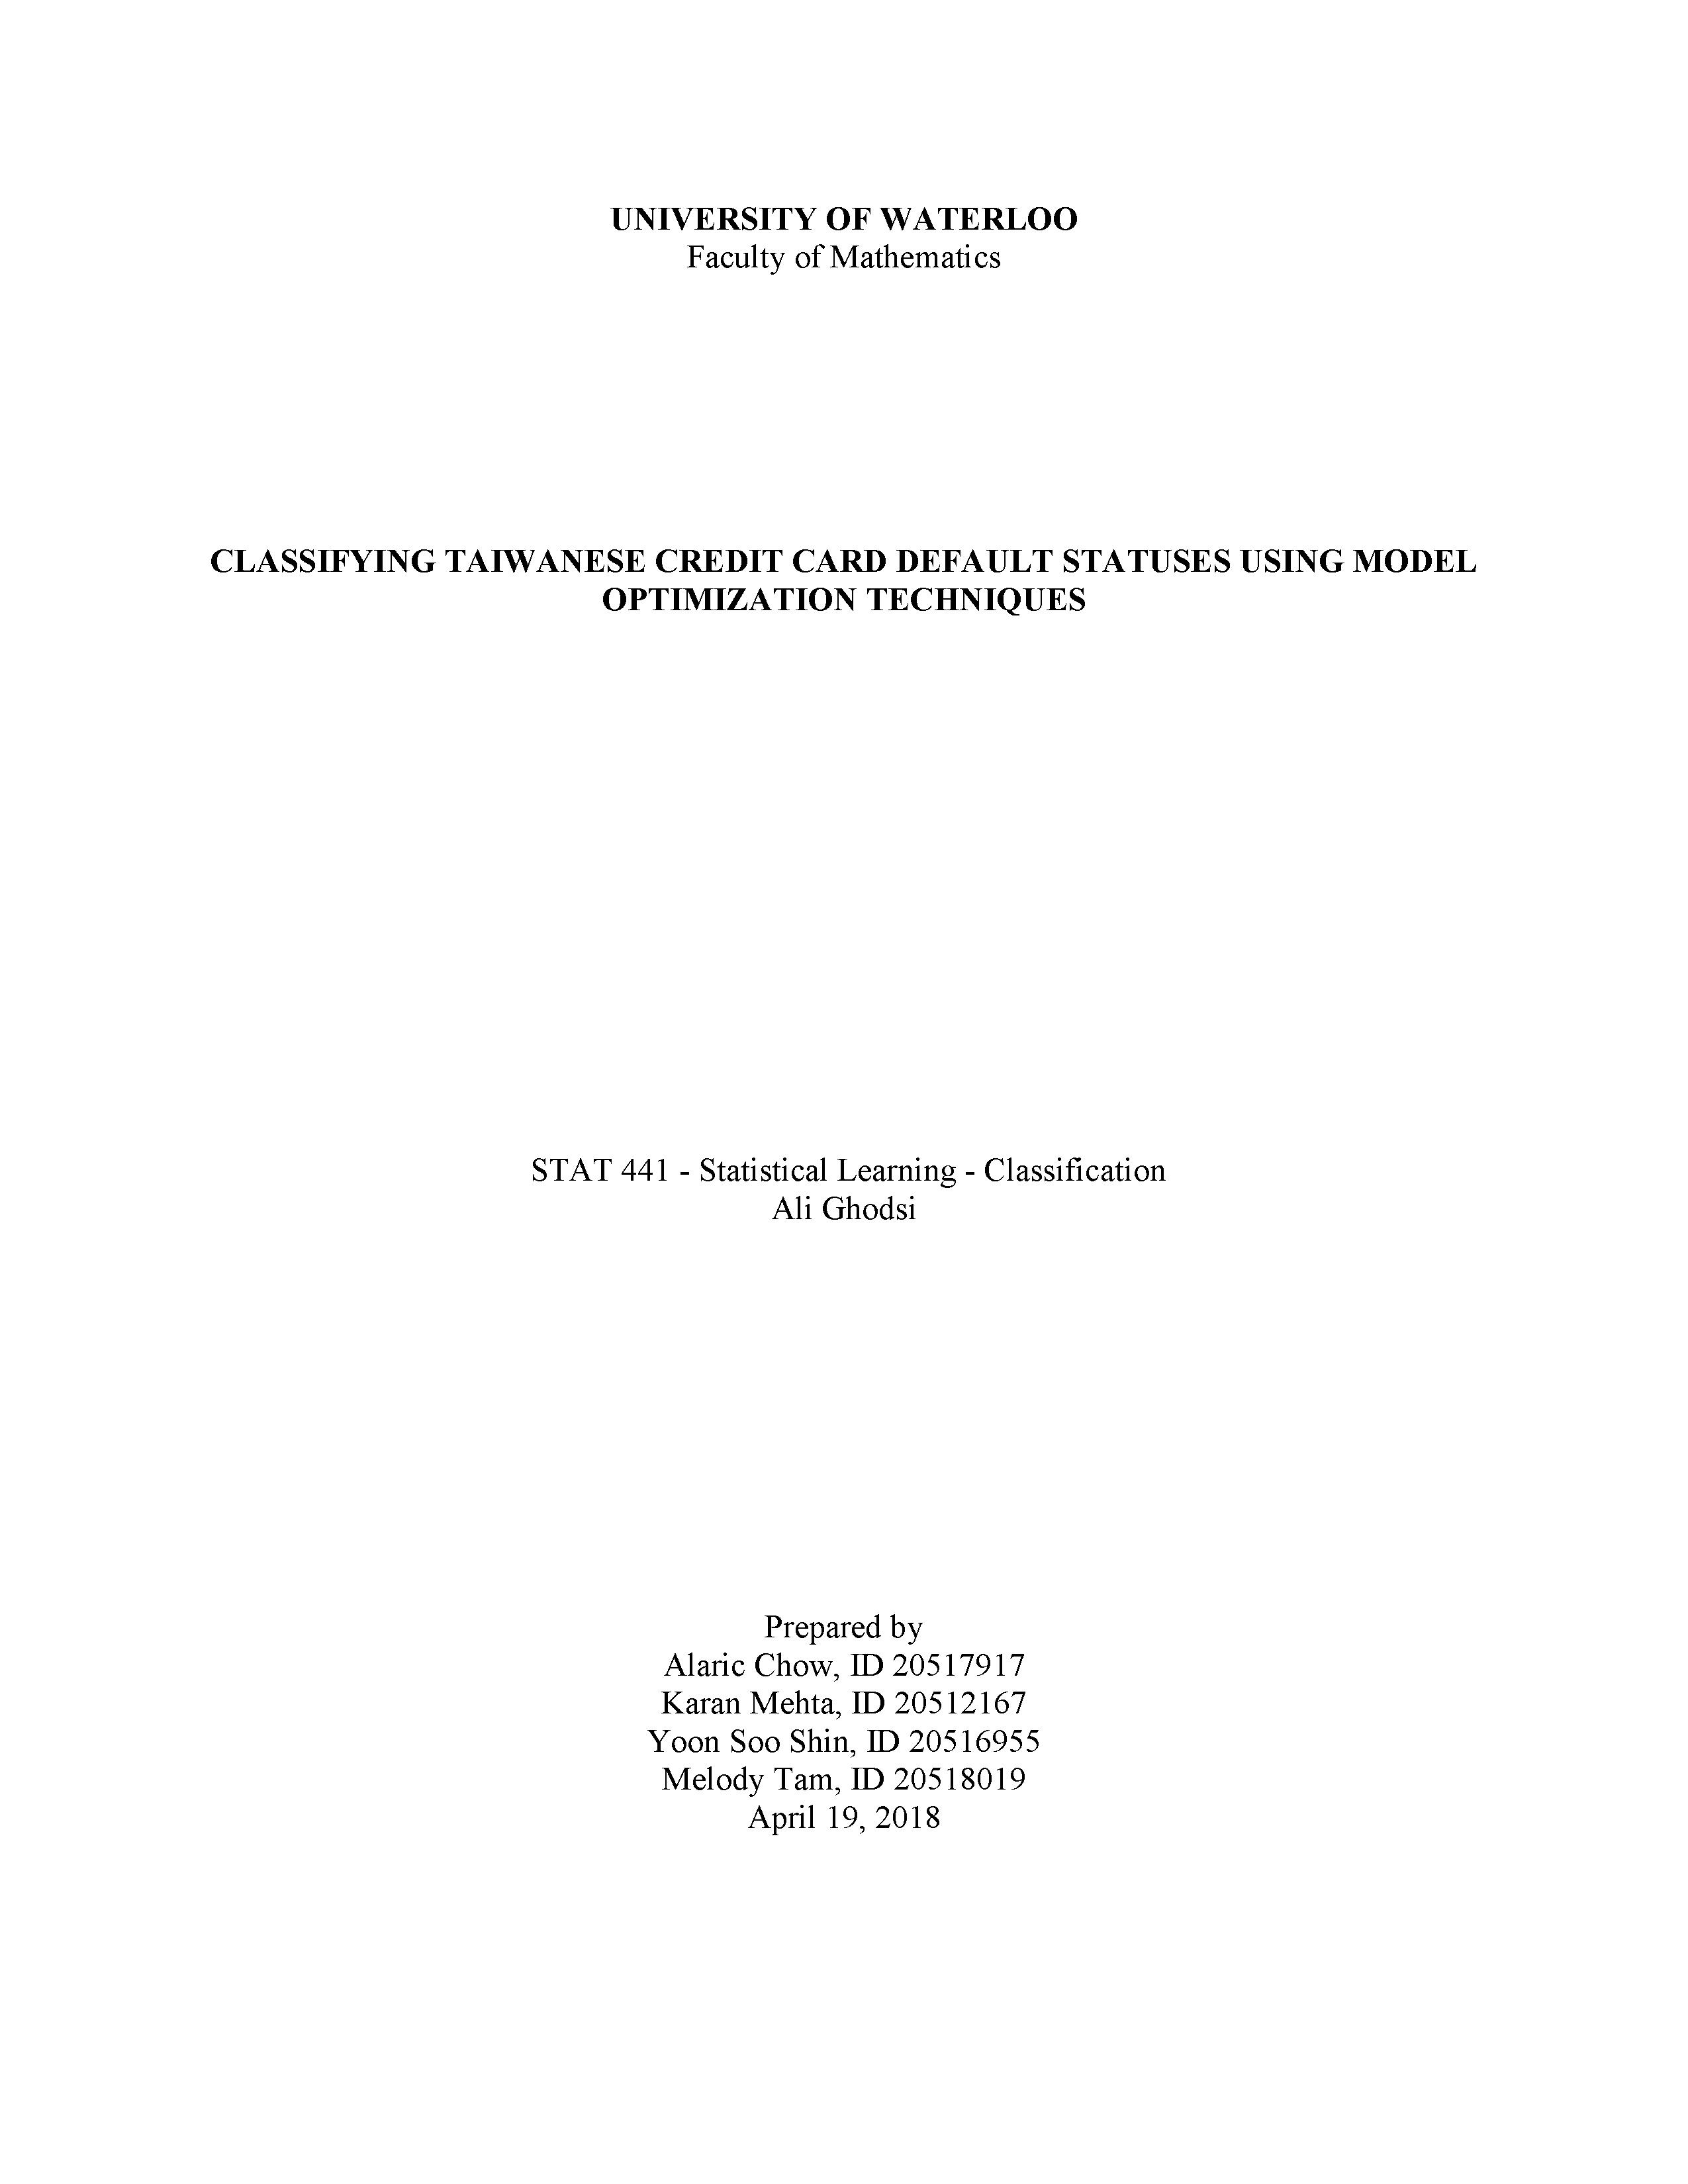 UNIVERSITY OF WATERLOO
Faculty of Mathematics
CLASSIFYING TAIWANESE CREDIT CARD DEFAULT STATUSES USING MODEL
OPTIMIZATION TECHNIQUES
STAT 441 - Statistical Learning - Classification
Ali Ghodsi
Prepared by
Alaric Chow, ID 20517917
Karan Mehta, ID 20512167
Yoon Soo Shin, ID 20516955
Melody Tam, ID 20518019
April 19, 2018